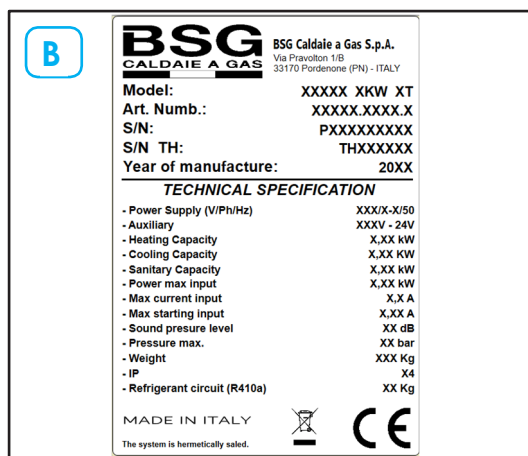 B
BSG
CALDAIE A GAS
BSG Caldaie a Gas S.p.A.
Via Pravolton 1/B
33170 Pordenone (PN) - ITALY
Model: XXXXX XKW XT
Art. Numb.: XXXXX.XXXX.X
S/N: PXXXXXXXXX
S/N TH: THXXXXXX
Year of manufacture: 20XX
TECHNICAL SPECIFICATION
- Power Supply (V/Ph/Hz) XXX/X-X/50
- Auxiliary XXXV - 24V
- Heating Capacity X,XX kW
- Cooling Capacity X,XX KW
- Sanitary Capacity X,XX kW
- Power max input X,XX kW
- Max current input X,X A
- Max starting input X,XX A
- Sound presure level XX dB
- Pressure max. XX bar
- Weight XXX Kg
- IP X4
- Refrigerant circuit (R410a) XX Kg
MADE IN ITALY
CE
The system is hermetically saled.